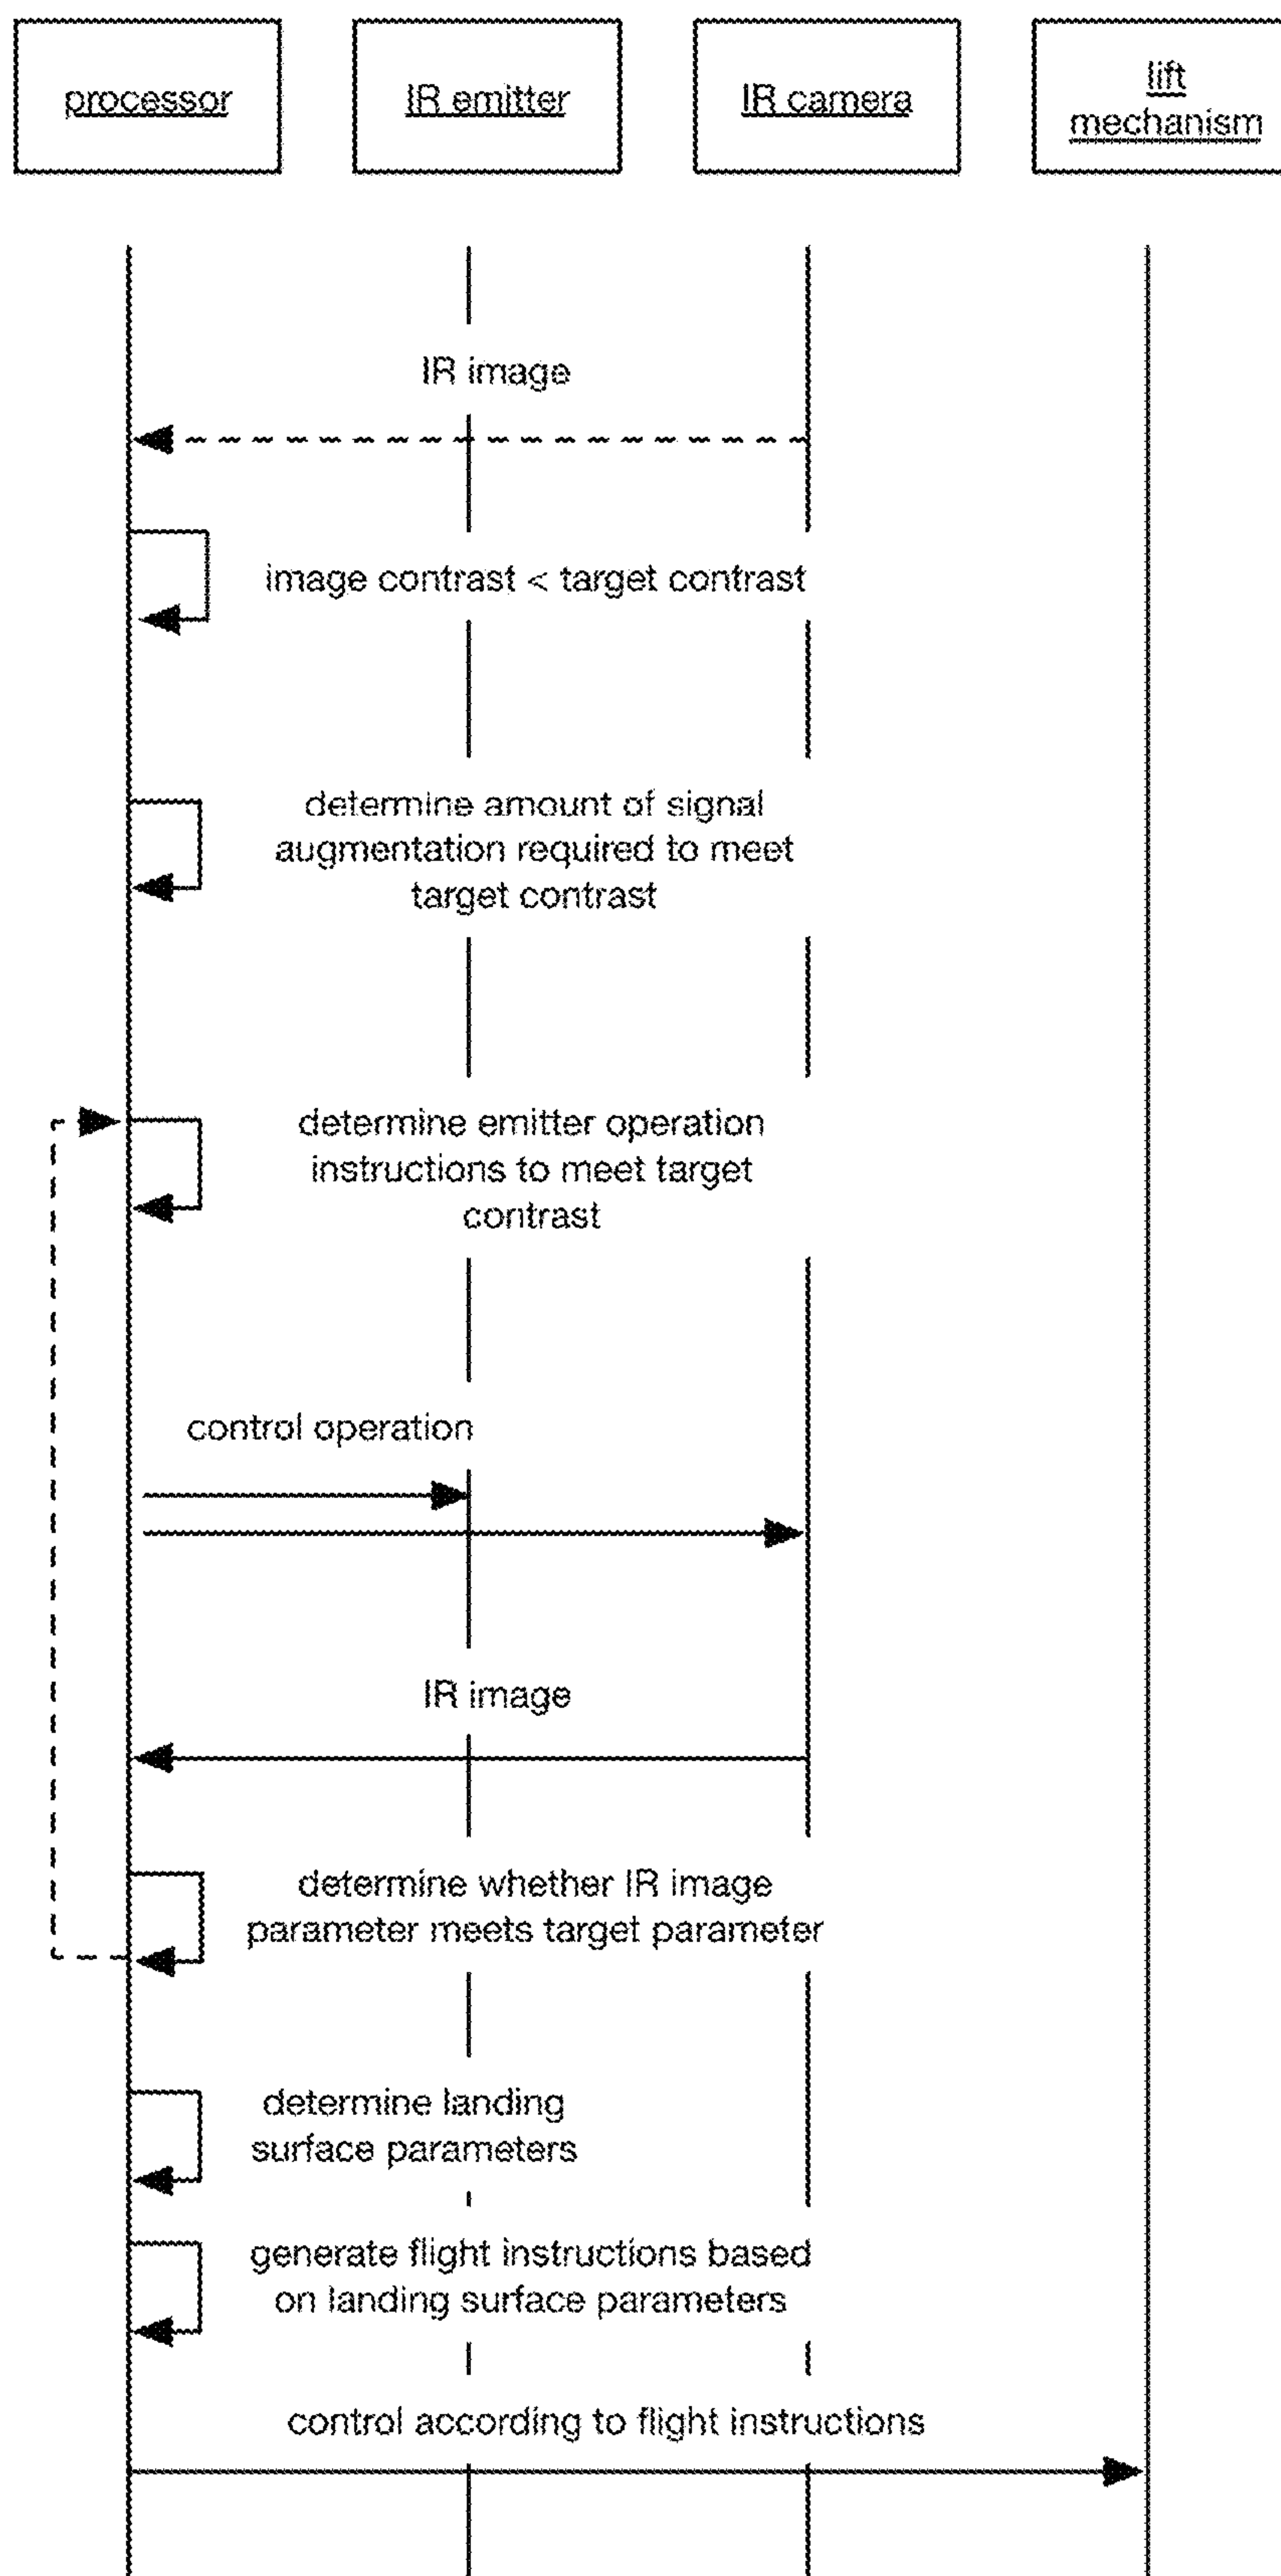 processor
IR emitter
IR camera
lift
mechanism
IR image
image contrast < target contrast
determine amount of signal
augmentation required to meet
target contrast
determine emitter operation
instructions to meet target
contrast
control operation
IR image
determine whether IR image
parameter meets target parameter
determine landing
surface parameters
generate flight instructions based
on landing surface parameters
control according to flight instructions